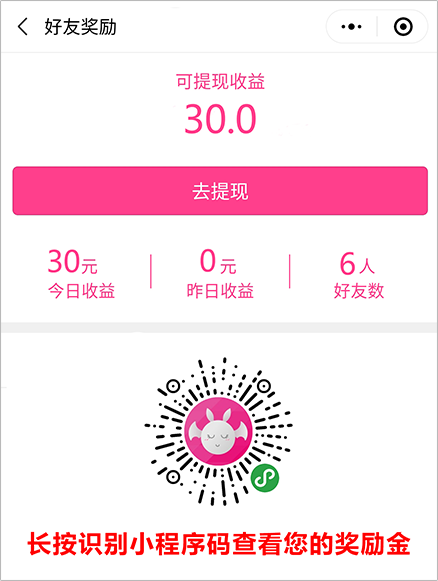 好友奖励
可提现收益
30.0
去提现
30元 0元 6人
今日收益 昨日收益 好友数
长按识别小程序码查看您的奖励金